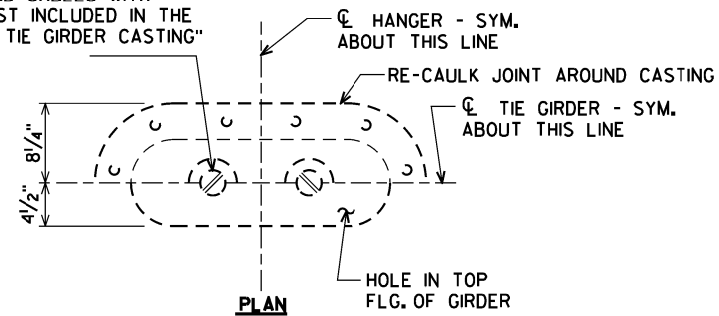 ST INCLUDED IN THE
TIE GIRDER CASTING"
℄ HANGER - SYM.
ABOUT THIS LINE
RE-CAULK JOINT AROUND CASTING
℄ TIE GIRDER - SYM.
ABOUT THIS LINE
8¼"
4½"
HOLE IN TOP
FLG. OF GIRDER
PLAN